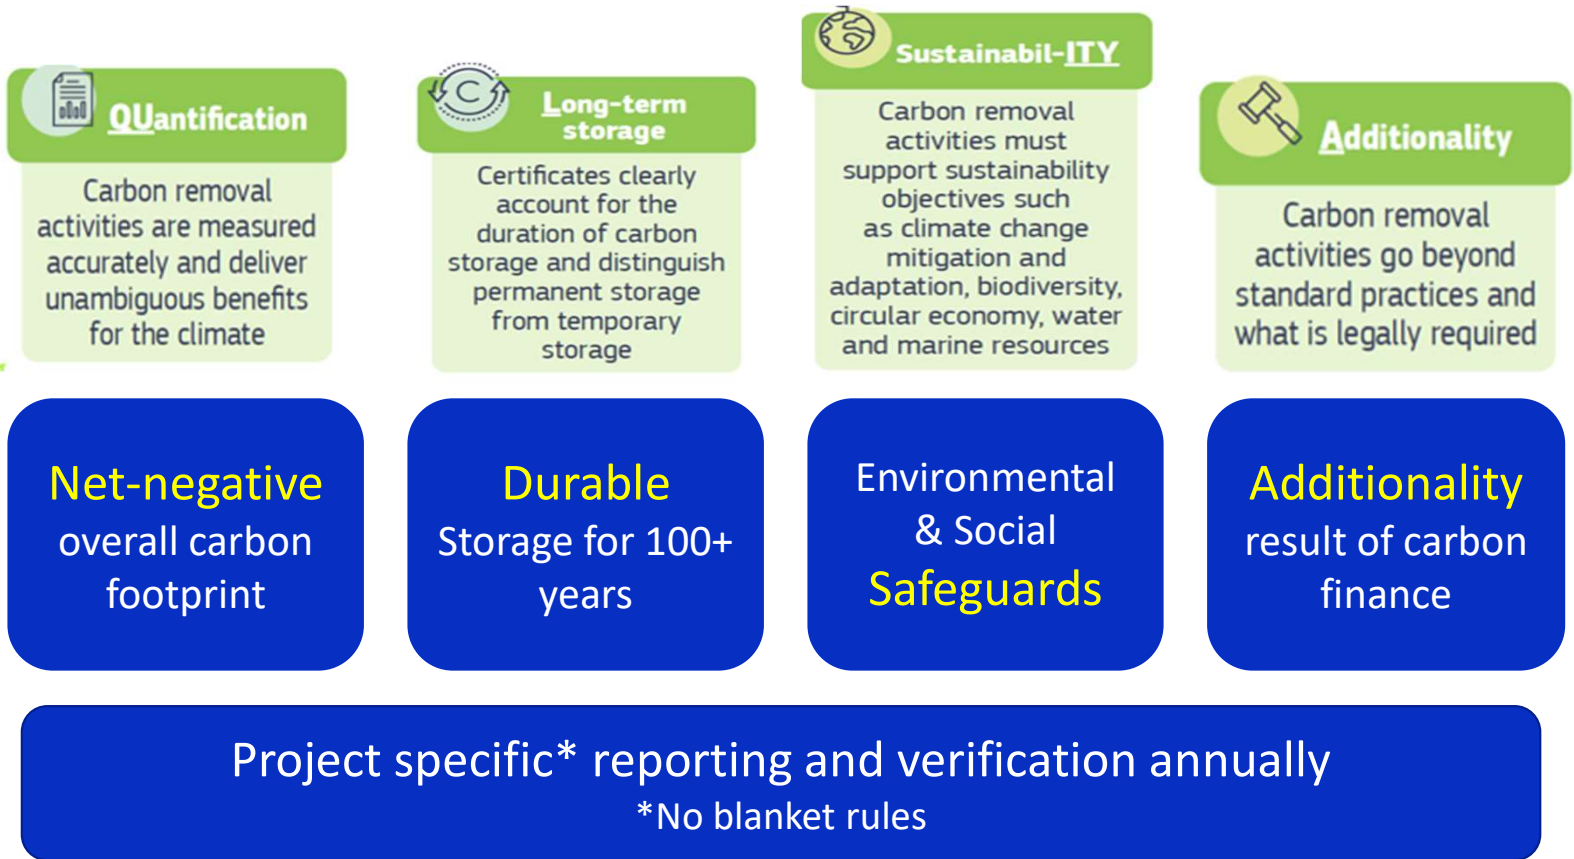 QUantification
Carbon removal
activities are measured
accurately and deliver
unambiguous benefits
for the climate
Long-term
storage
Certificates clearly
account for the
duration of carbon
storage and distinguish
permanent storage
from temporary
storage
Sustainabil-ITY
Carbon removal
activities must
support sustainability
objectives such
as climate change
mitigation and
adaptation, biodiversity,
circular economy, water
and marine resources
Additionality
Carbon removal
activities go beyond
standard practices and
what is legally required
Net-negative
overall carbon
footprint
Durable
Storage for 100+
years
Environmental
& Social
Safeguards
Additionality
result of carbon
finance
Project specific* reporting and verification annually
*No blanket rules